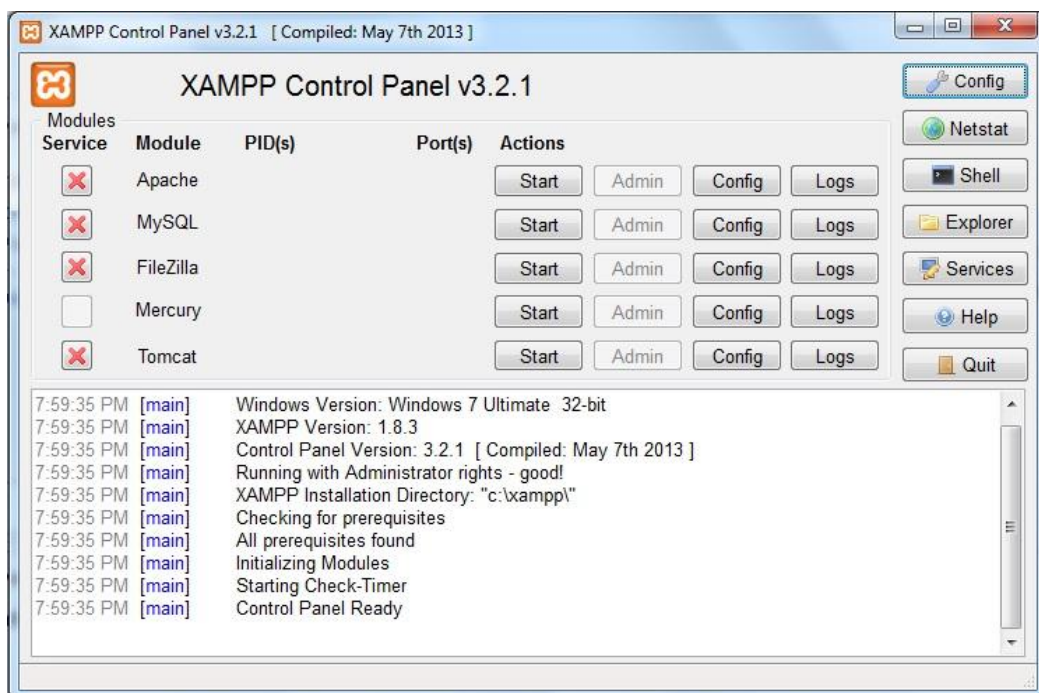 XAMPP Control Panel v3.2.1 [ Compiled: May 7th 2013 ]
XAMPP Control Panel v3.2.1
Config
Modules
Service Module PID(s) Port(s) Actions
Netstat
Apache Start Admin Config Logs
Shell
MySQL Start Admin Config Logs
Explorer
FileZilla Start Admin Config Logs
Services
Mercury Start Admin Config Logs
Help
Tomcat Start Admin Config Logs
Quit
7:59:35 PM [main] Windows Version: Windows 7 Ultimate 32-bit
7:59:35 PM [main] XAMPP Version: 1.8.3
7:59:35 PM [main] Control Panel Version: 3.2.1 [ Compiled: May 7th 2013 ]
7:59:35 PM [main] Running with Administrator rights - good!
7:59:35 PM [main] XAMPP Installation Directory: "c:\xampp\"
7:59:35 PM [main] Checking for prerequisites
7:59:35 PM [main] All prerequisites found
7:59:35 PM [main] Initializing Modules
7:59:35 PM [main] Starting Check-Timer
7:59:35 PM [main] Control Panel Ready